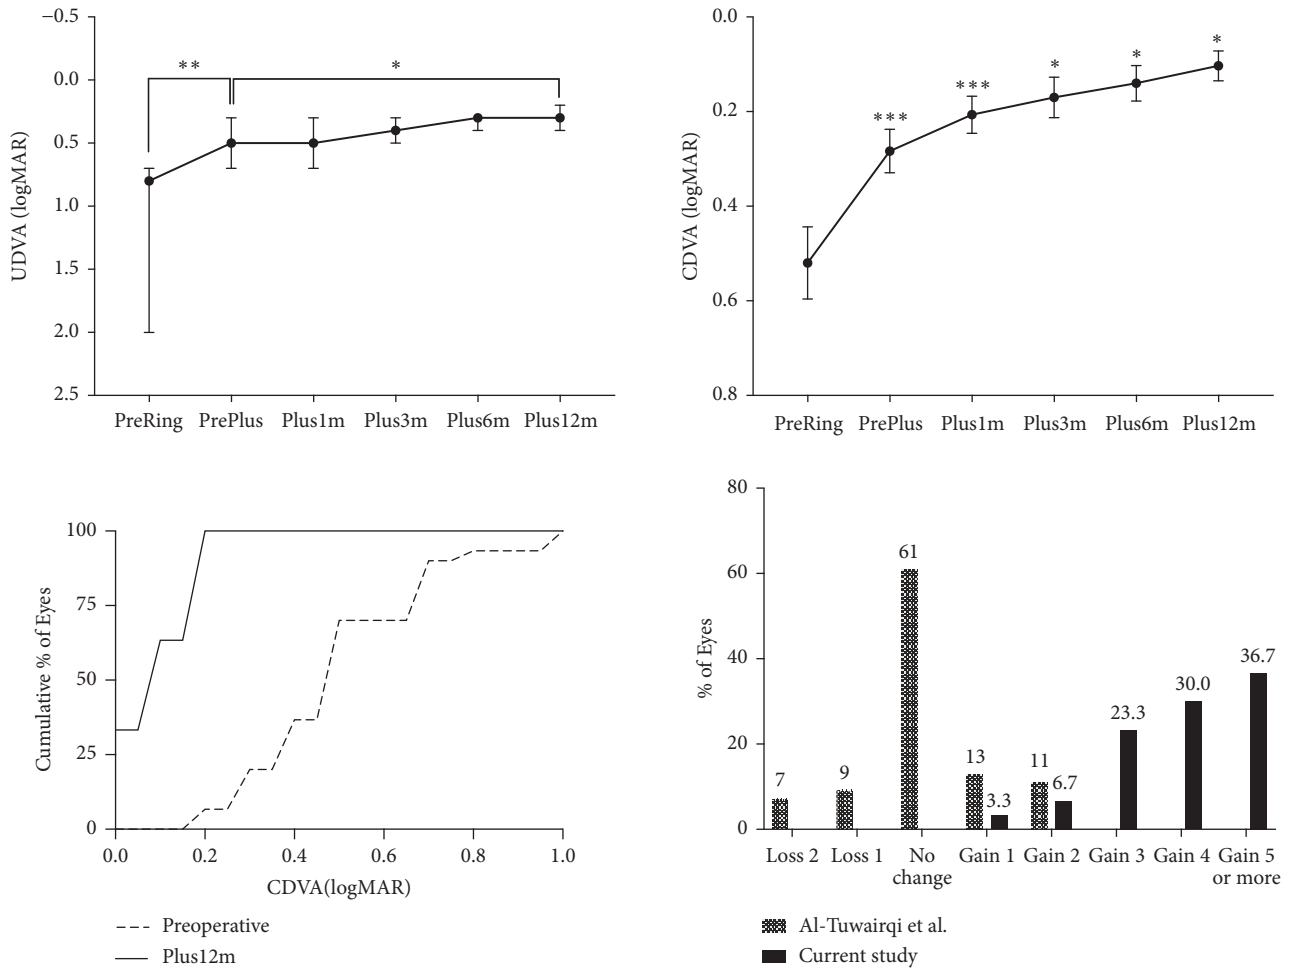 −0.5
0.0
0.5
1.0
1.5
2.0
2.5
UDVA (logMAR)
**
*
PreRing PrePlus Plus1m Plus3m Plus6m Plus12m
0.0
0.2
0.4
0.6
0.8
CDVA (logMAR)
***
***
*
*
*
PreRing PrePlus Plus1m Plus3m Plus6m Plus12m
100
75
50
25
0
Cumulative % of Eyes
0.0 0.2 0.4 0.6 0.8 1.0
CDVA(logMAR)
Preoperative
Plus12m
80
60
40
20
0
% of Eyes
7
9
61
13
3.3
11
6.7
23.3
30.0
36.7
Loss 2 Loss 1 No Gain 1 Gain 2 Gain 3 Gain 4 Gain 5
change or more
Al-Tuwairqi et al.
Current study